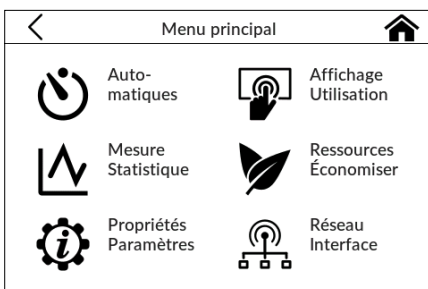 Menu principal
Auto-
matiques
Affichage
Utilisation
Mesure
Statistique
Ressources
Économiser
Propriétés
Paramètres
Réseau
Interface